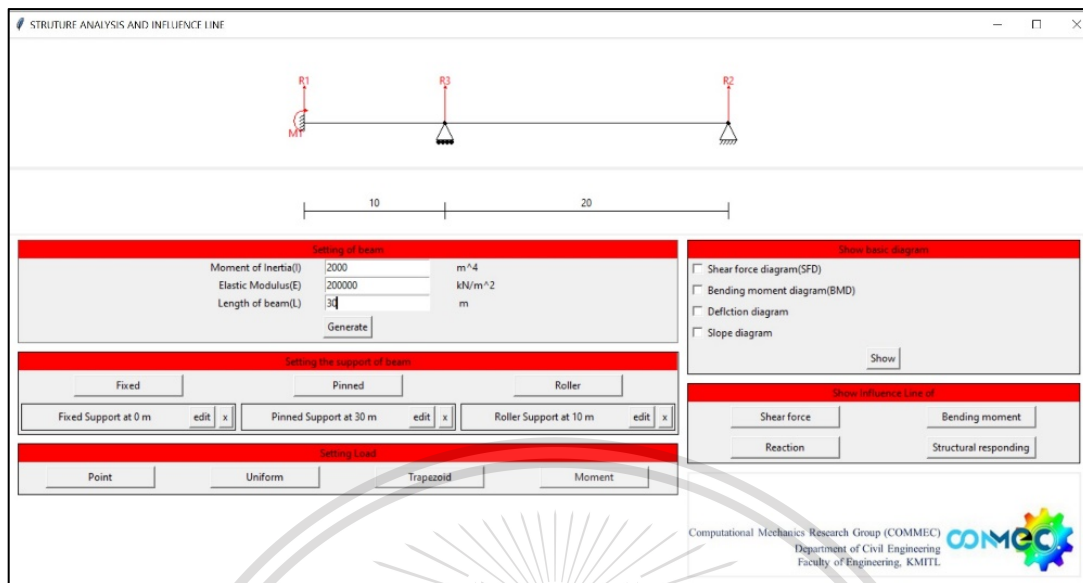 STRUTURE ANALYSIS AND INFLUENCE LINE
R1
R3
R2
M1
10
20
Setting of beam
Moment of Inertia(I) 2000 m^4
Elastic Modulus(E) 200000 kN/m^2
Length of beam(L) 30 m
Generate
Setting the support of beam
Fixed Pinned Roller
Fixed Support at 0 m edit x Pinned Support at 30 m edit x Roller Support at 10 m edit x
Setting Load
Point Uniform Trapezoid Moment
Show basic diagram
Shear force diagram(SFD)
Bending moment diagram(BMD)
Deflction diagram
Slope diagram
Show
Show Influence Line of
Shear force Bending moment
Reaction Structural responding
Computational Mechanics Research Group (COMMEC)
Department of Civil Engineering
Faculty of Engineering, KMITL
COMMEC